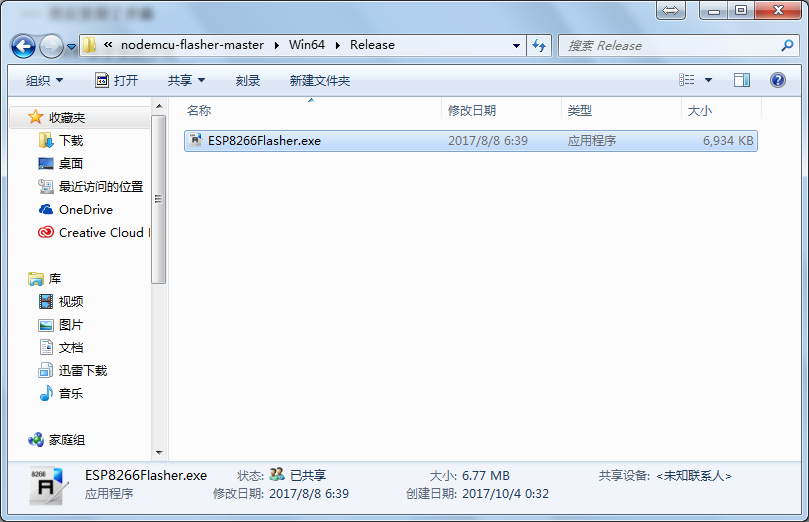 nodemcu-flasher-master Win64 Release 搜索 Release
组织 打开 共享 刻录 新建文件夹
名称 修改日期 类型 大小
收藏夹
下载
桌面
最近访问的位置
OneDrive
Creative Cloud
库
视频
图片
文档
迅雷下载
音乐
家庭组
ESP8266Flasher.exe 2017/8/8 6:39 应用程序 6,934 KB
8266
A
ESP8266Flasher.exe 状态: 已共享 大小: 6.77 MB 共享设备: <未知联系人>
应用程序 修改日期: 2017/8/8 6:39 创建日期: 2017/10/4 0:32